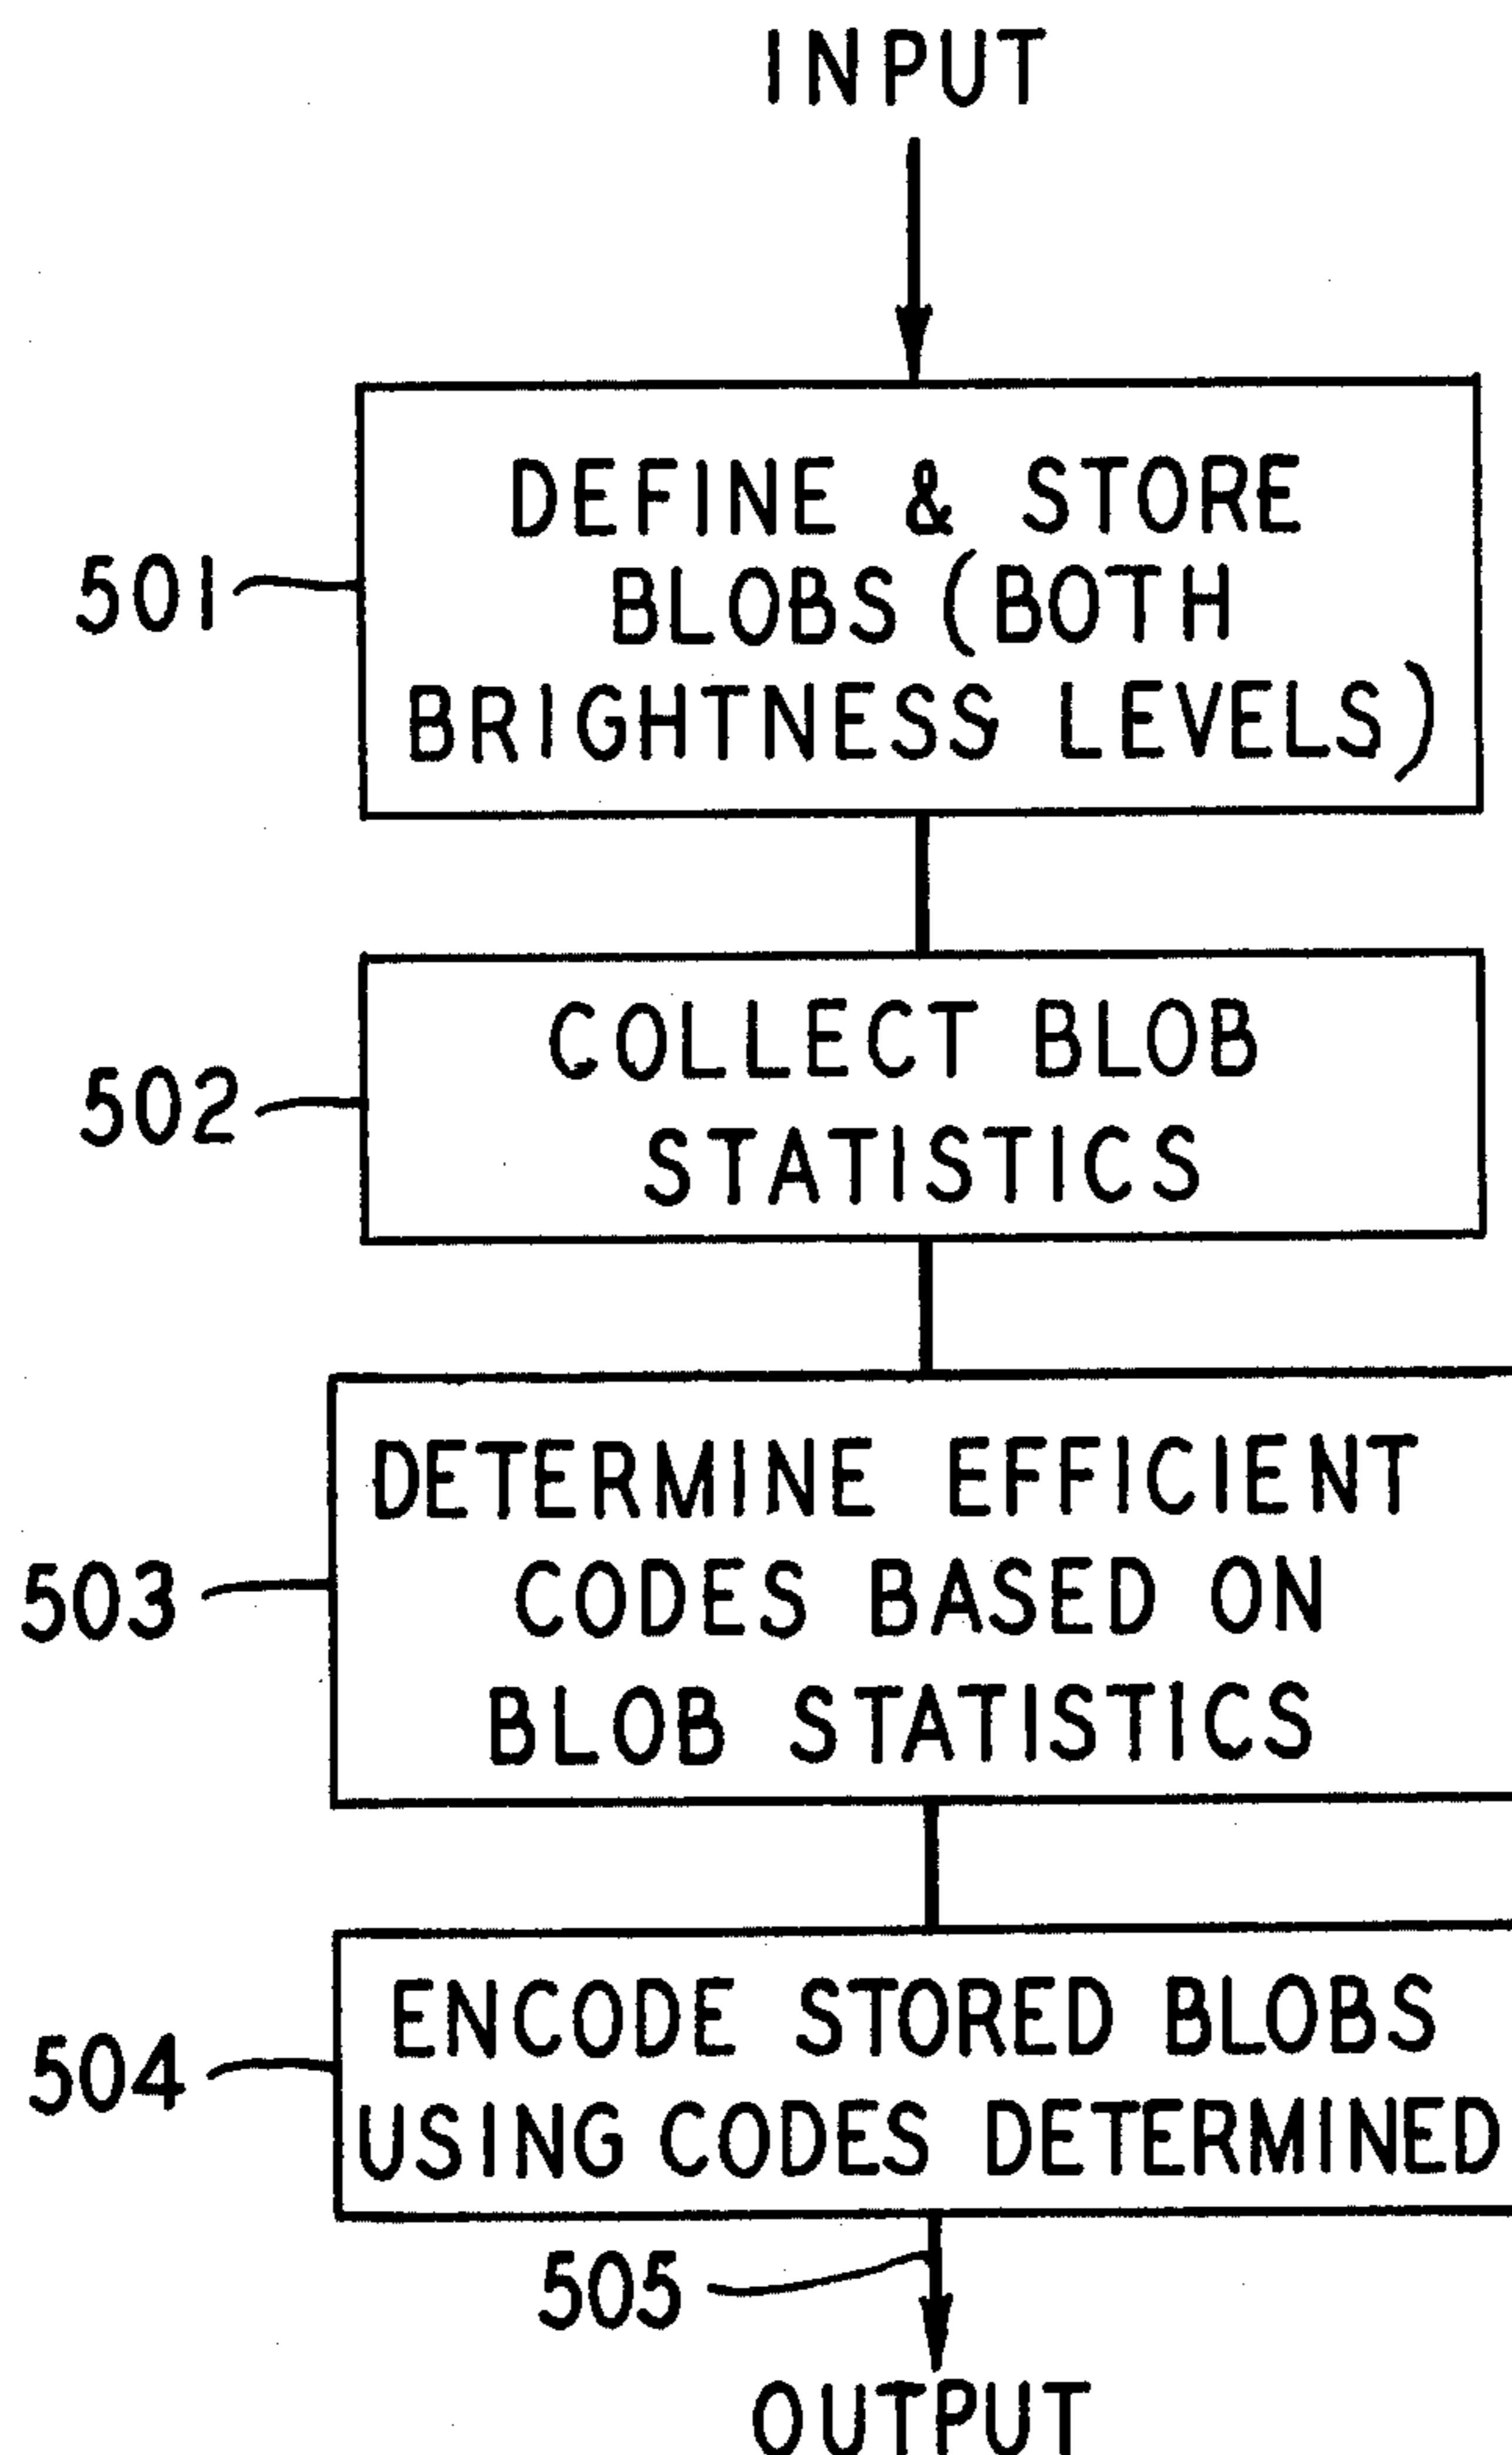 INPUT
DEFINE & STORE
BLOBS (BOTH
BRIGHTNESS LEVELS)
501
COLLECT BLOB
STATISTICS
502
DETERMINE EFFICIENT
CODES BASED ON
BLOB STATISTICS
503
ENCODE STORED BLOBS
USING CODES DETERMINED
504
505
OUTPUT